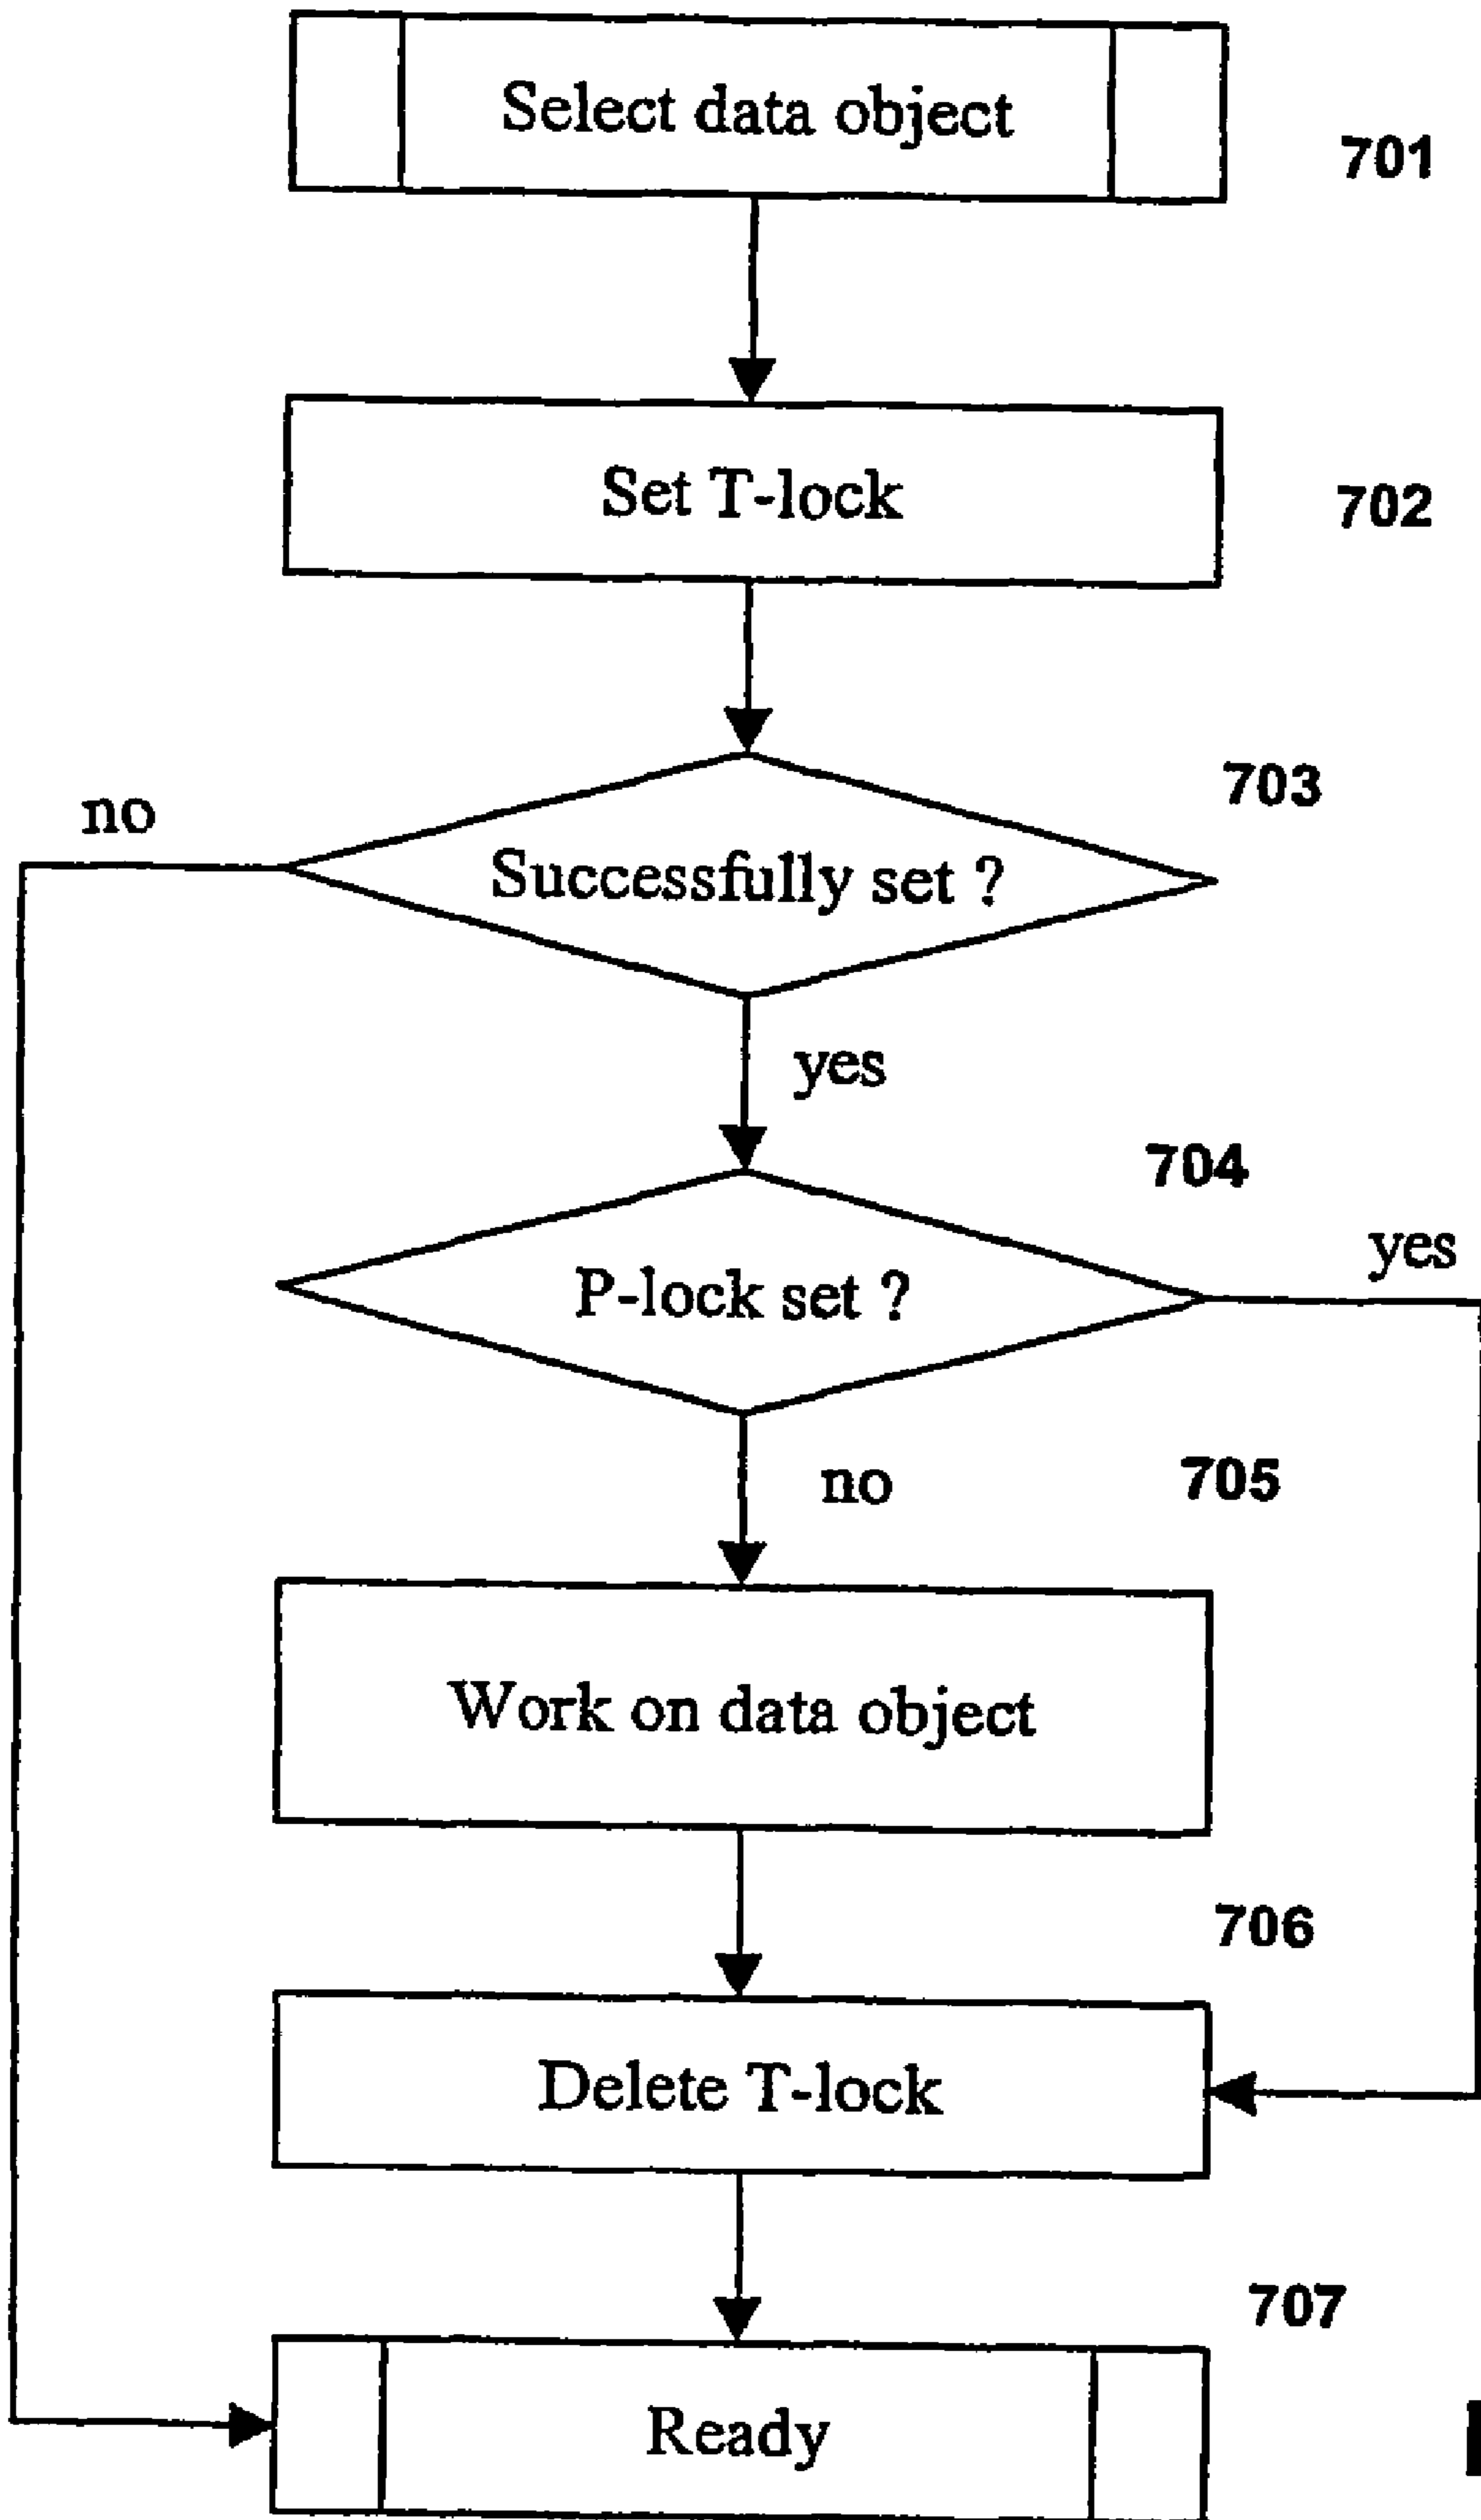 Select data object
701
Set T-lock
702
703
no
Successfully set ?
yes
704
yes
P-lock set ?
no
705
Work on data object
706
Delete T-lock
707
Ready